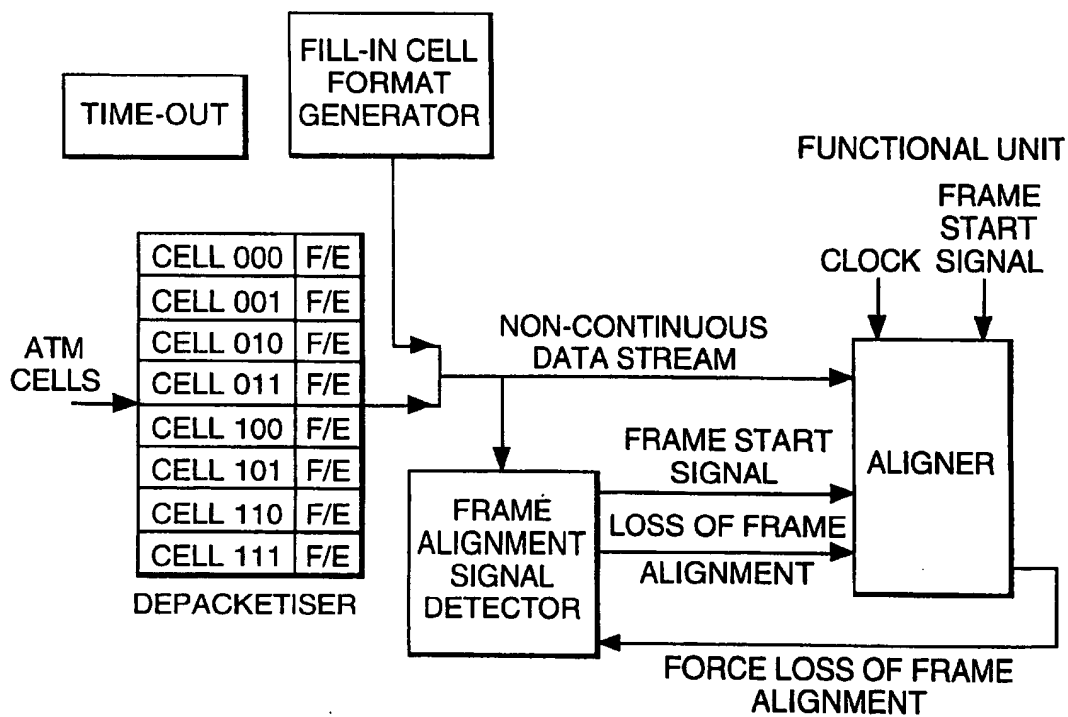 FILL-IN CELL
FORMAT
GENERATOR
TIME-OUT
FUNCTIONAL UNIT
FRAME
START
CLOCK SIGNAL
CELL 000 F/E
CELL 001 F/E
CELL 010 F/E
CELL 011 F/E
CELL 100 F/E
CELL 101 F/E
CELL 110 F/E
CELL 111 F/E
DEPACKETISER
ATM
CELLS
NON-CONTINUOUS
DATA STREAM
FRAME START
SIGNAL
LOSS OF FRAME
ALIGNMENT
ALIGNER
FRAME
ALIGNMENT
SIGNAL
DETECTOR
FORCE LOSS OF FRAME
ALIGNMENT